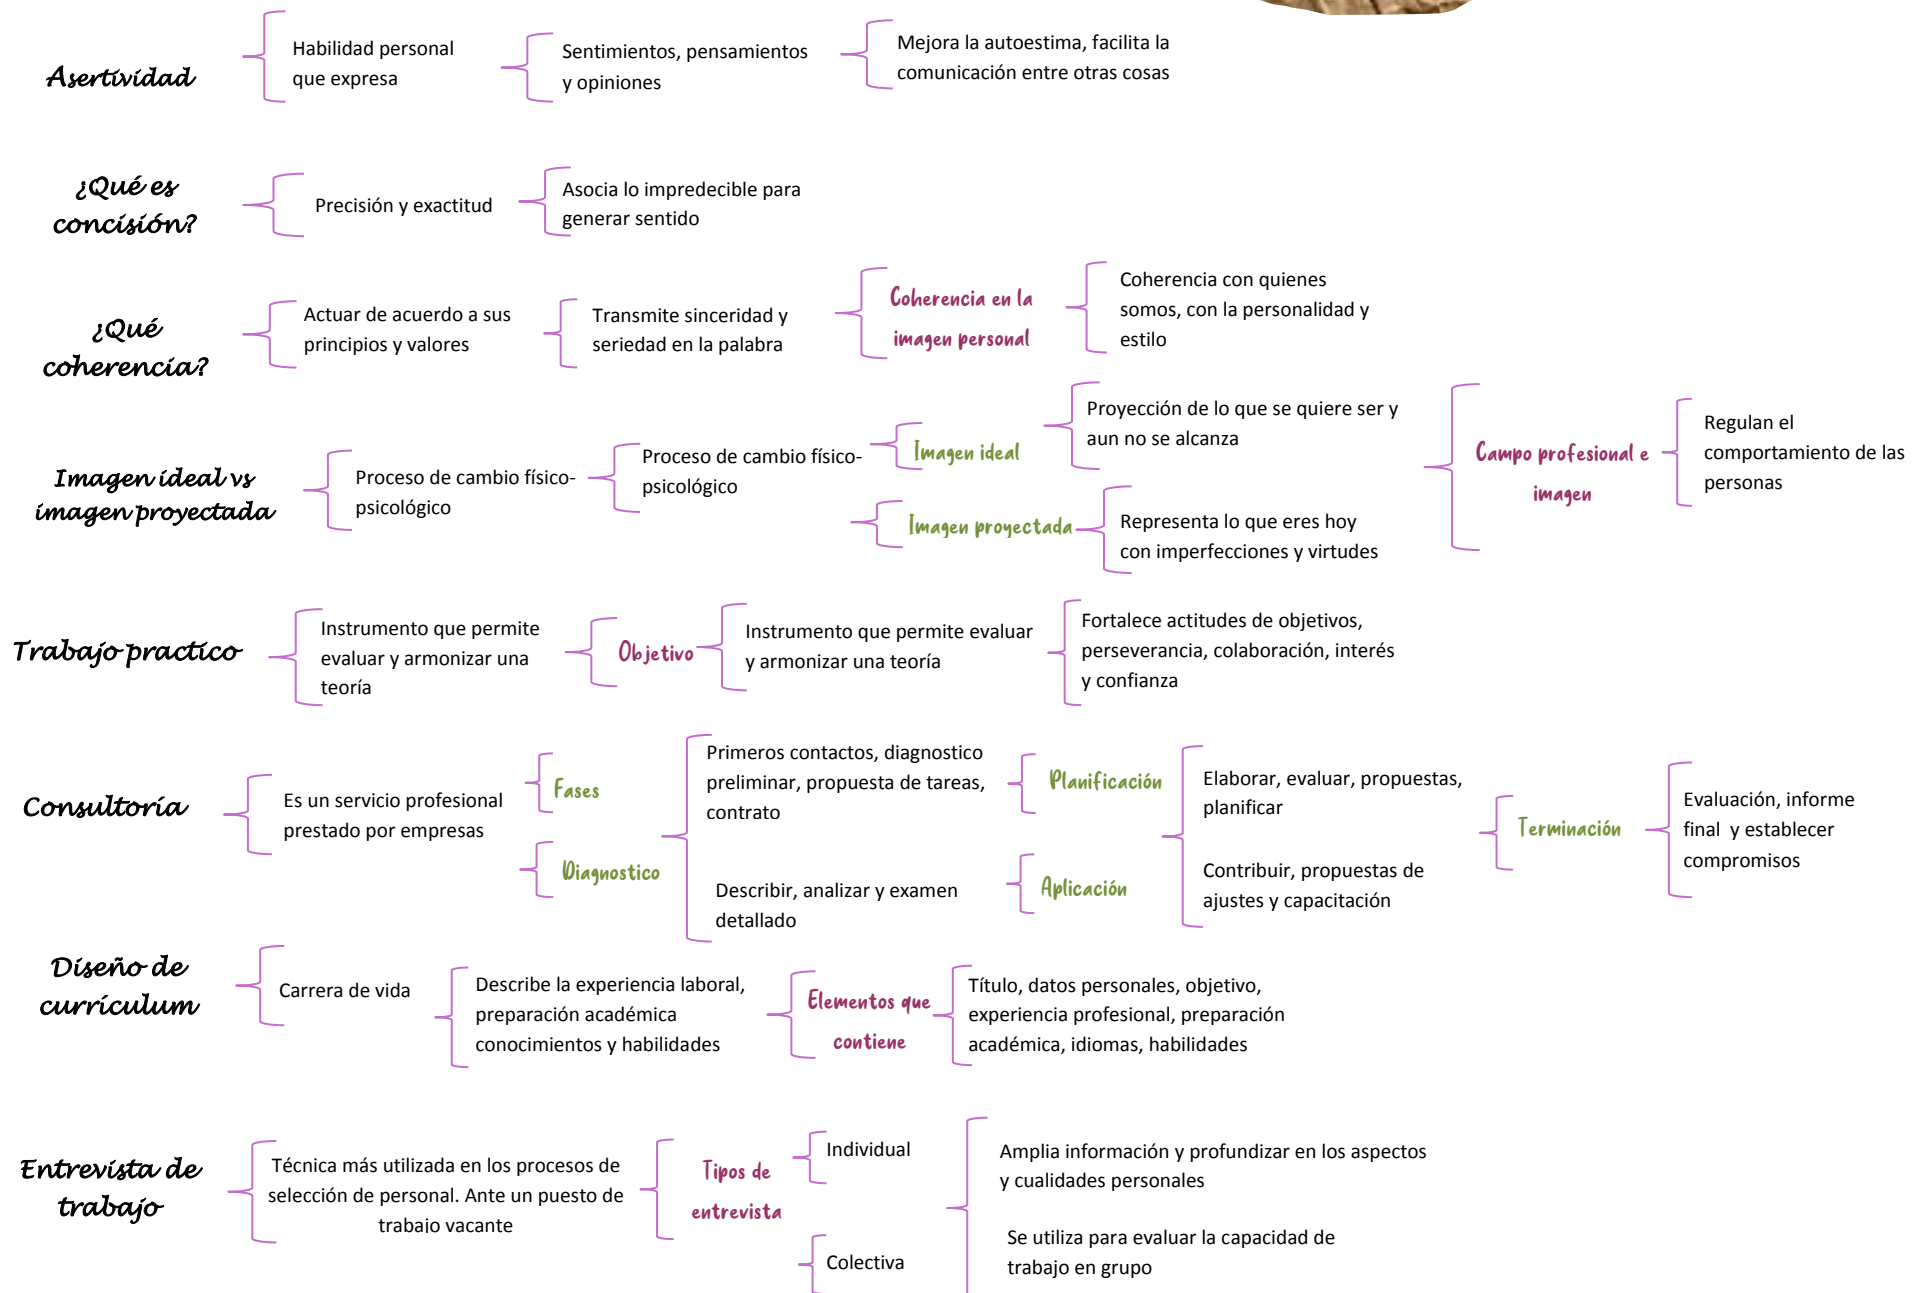 Asertividad
Habilidad personal
que expresa
Sentimientos, pensamientos
y opiniones
Mejora la autoestima, facilita la
comunicación entre otras cosas
¿Qué es
concisión?
Precisión y exactitud
Asocia lo impredecible para
generar sentido
¿Qué
coherencia?
Actuar de acuerdo a sus
principios y valores
Transmite sinceridad y
seriedad en la palabra
Coherencia en la
imagen personal
Coherencia con quienes
somos, con la personalidad y
estilo
Imagen ideal vs
imagen proyectada
Proceso de cambio físico-
psicológico
Proceso de cambio físico-
psicológico
Imagen ideal
Proyección de lo que se quiere ser y
aun no se alcanza
Imagen proyectada
Representa lo que eres hoy
con imperfecciones y virtudes
Campo profesional e
imagen
Regulan el
comportamiento de las
personas
Trabajo practico
Instrumento que permite
evaluar y armonizar una
teoría
Objetivo
Instrumento que permite evaluar
y armonizar una teoría
Fortalece actitudes de objetivos,
perseverancia, colaboración, interés
y confianza
Consultoría
Es un servicio profesional
prestado por empresas
Fases
Diagnostico
Primeros contactos, diagnostico
preliminar, propuesta de tareas,
contrato
Describir, analizar y examen
detallado
Planificación
Aplicación
Elaborar, evaluar, propuestas,
planificar
Contribuir, propuestas de
ajustes y capacitación
Terminación
Evaluación, informe
final y establecer
compromisos
Diseño de
currículum
Carrera de vida
Describe la experiencia laboral,
preparación académica
conocimientos y habilidades
Elementos que
contiene
Título, datos personales, objetivo,
experiencia profesional, preparación
académica, idiomas, habilidades
Entrevista de
trabajo
Técnica más utilizada en los procesos de
selección de personal. Ante un puesto de
trabajo vacante
Tipos de
entrevista
Individual
Colectiva
Amplia información y profundizar en los aspectos
y cualidades personales
Se utiliza para evaluar la capacidad de
trabajo en grupo